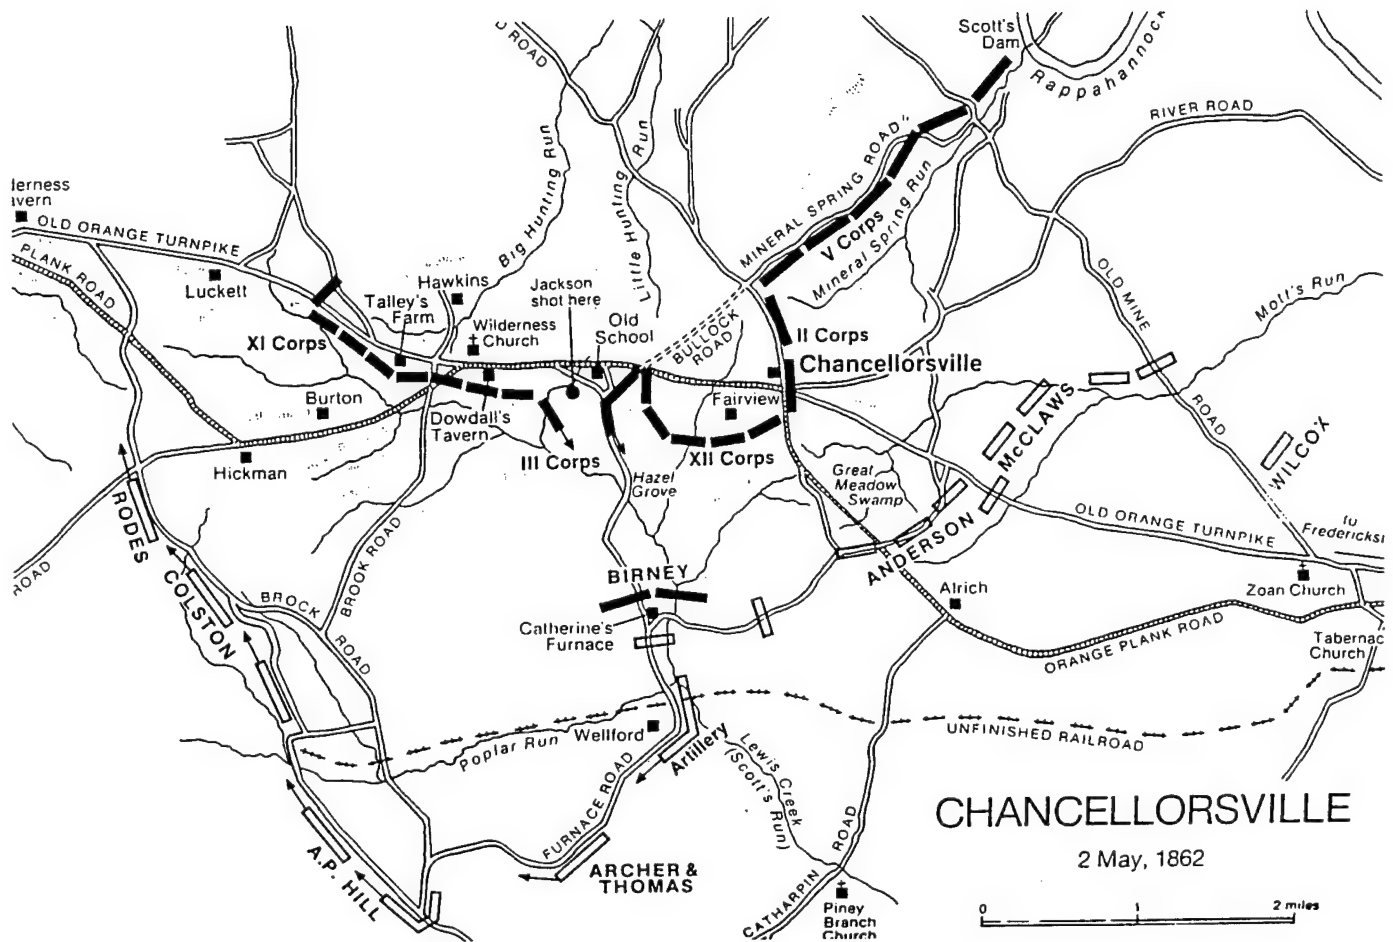 Scott's
Dam
Rappahannock
D ROAD
RIVER ROAD
MINERAL SPRING ROAD
V Corps
Mineral Spring Run
Big Hunting Run
Little Hunting Run
lerness
avern
OLD ORANGE TURNPIKE
PLANK ROAD
Luckett
Hawkins
Talley's
Farm
Jackson
shot here
Wilderness
Church
Old
School
BULLOCK
ROAD
II Corps
Chancellorsville
OLD MINE
ROAD
Mott's Run
XI Corps
Burton
Dowdall's
Tavern
Fairview
III Corps
XII Corps
Hickman
Hazel
Grove
Great
Meadow
Swamp
McCLAWS
WILCOX
ANDERSON
OLD ORANGE TURNPIKE
to
Fredericks
Zoan Church
RODES
COLSTON
ROAD
BROOK ROAD
BROCK
ROAD
BIRNEY
Catherine's
Furnace
Alrich
ORANGE PLANK ROAD
Tabernac
Church
UNFINISHED RAILROAD
Poplar Run
Wellford
Artillery
Lewis Creek
(Scott's Run)
FURNACE ROAD
ARCHER &
THOMAS
A.P. HILL
CATHARPIN ROAD
Piney
Branch
Church
CHANCELLORSVILLE
2 May, 1862
0 1 2 miles